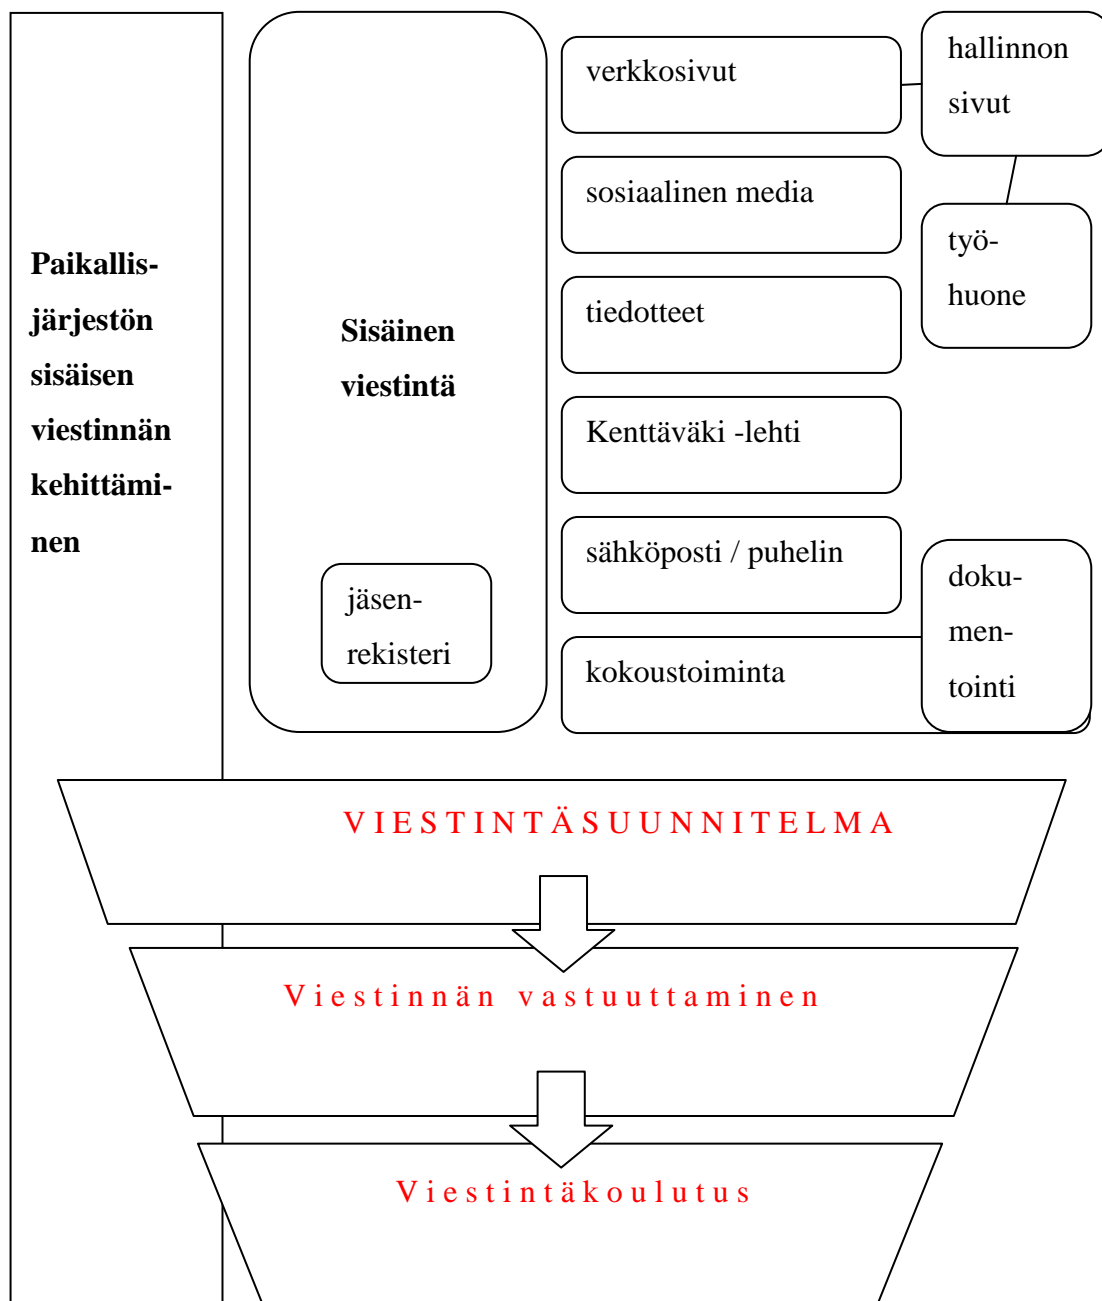 Paikallis-
järjestön
sisäisen
viestinnän
kehittämi-
nen
Sisäinen
viestintä
jäsen-
rekisteri
verkkosivut
sosiaalinen media
tiedotteet
Kenttäväki -lehti
sähköposti / puhelin
kokoustoiminta
hallinnon
sivut
työ-
huone
doku-
men-
tointi
VIESTINTÄSUUNNITELMA
Viestinnän vastuuttaminen
Viestintäkoulutus